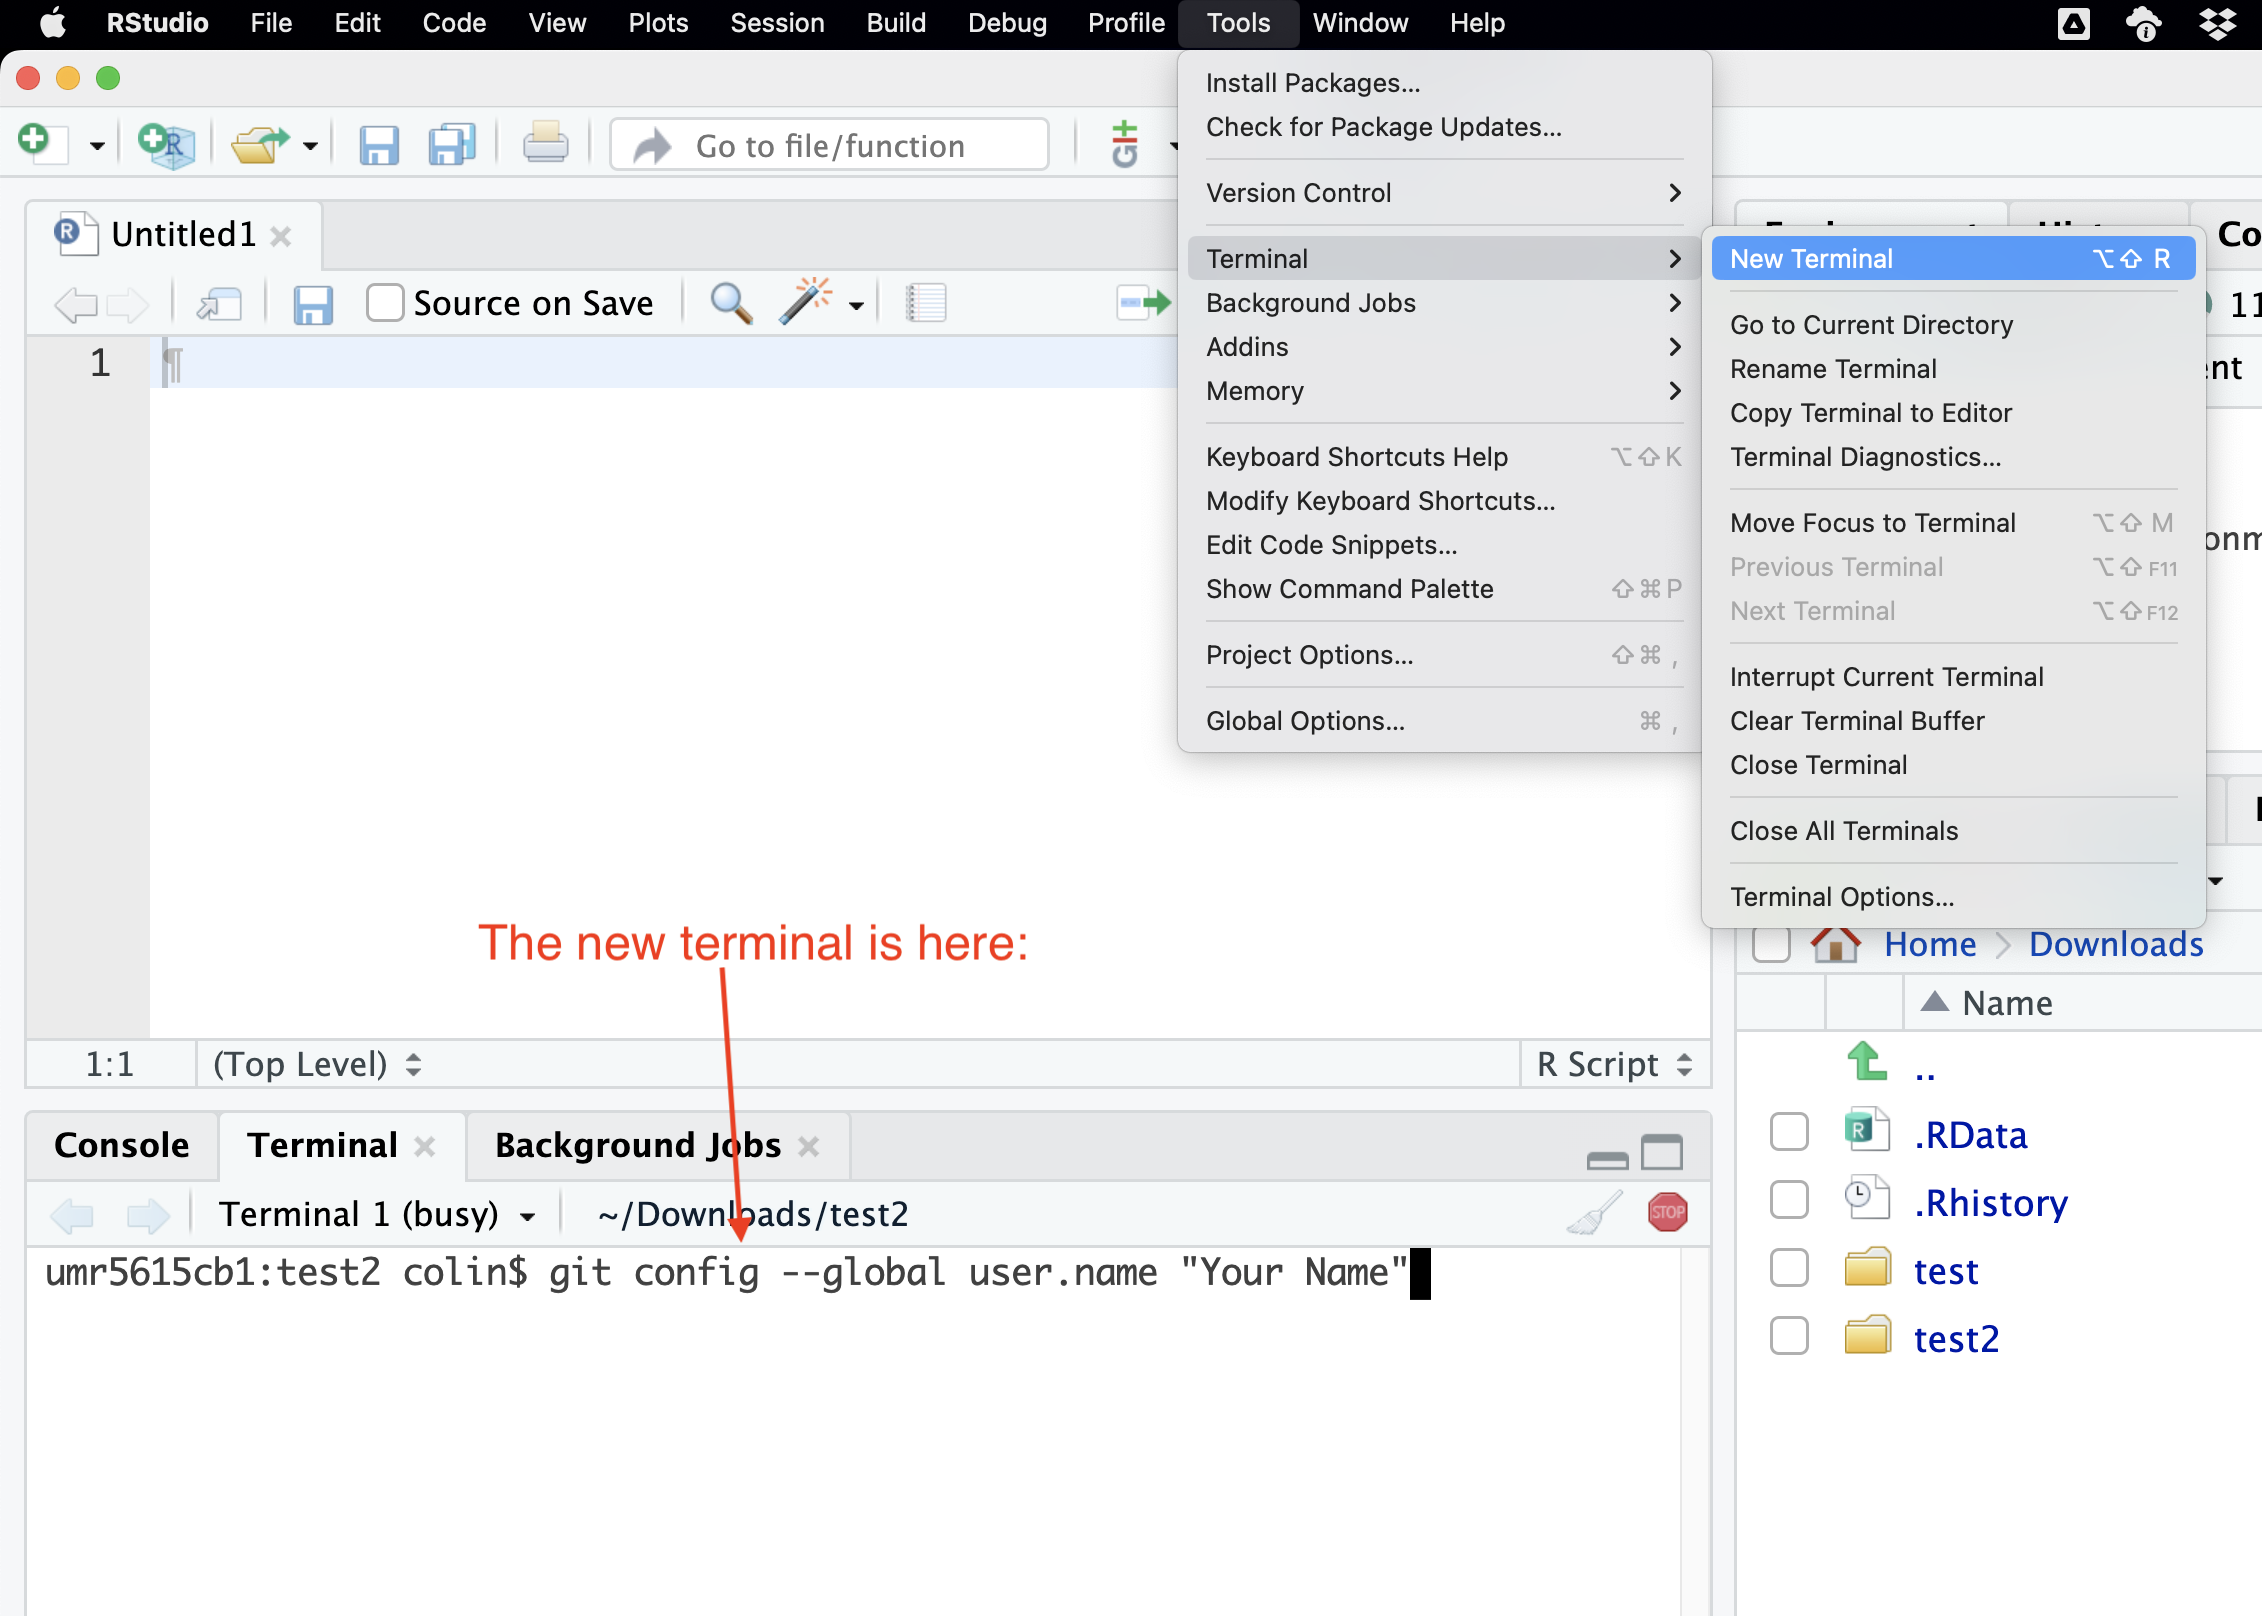 RStudio File Edit Code View Plots Session Build Debug Profile Tools Window Help
Install Packages...
Check for Package Updates...
Version Control
Terminal
Background Jobs
Addins
Memory
Keyboard Shortcuts Help ⌥⇧K
Modify Keyboard Shortcuts...
Edit Code Snippets...
Show Command Palette ⇧⌘P
Project Options... ⇧⌘,
Global Options... ⌘,
New Terminal ⌥⇧R
Go to Current Directory
Rename Terminal
Copy Terminal to Editor
Terminal Diagnostics...
Move Focus to Terminal ⌥⇧M
Previous Terminal ⌥⇧F11
Next Terminal ⌥⇧F12
Interrupt Current Terminal
Clear Terminal Buffer
Close Terminal
Close All Terminals
Terminal Options...
Go to file/function
Git
Untitled1
Source on Save
1
The new terminal is here:
1:1 (Top Level) R Script
Console Terminal Background Jobs
Terminal 1 (busy) ~/Downloads/test2 STOP
umr5615cb1:test2 colin$ git config --global user.name "Your Name"
Co
11
Home Downloads
Name
..
.RData
.Rhistory
test
test2